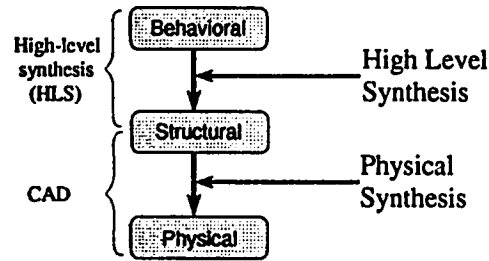 Behavioral
High-level
synthesis
(HLS)
High Level
Synthesis
Structural
CAD
Physical
Synthesis
Physical